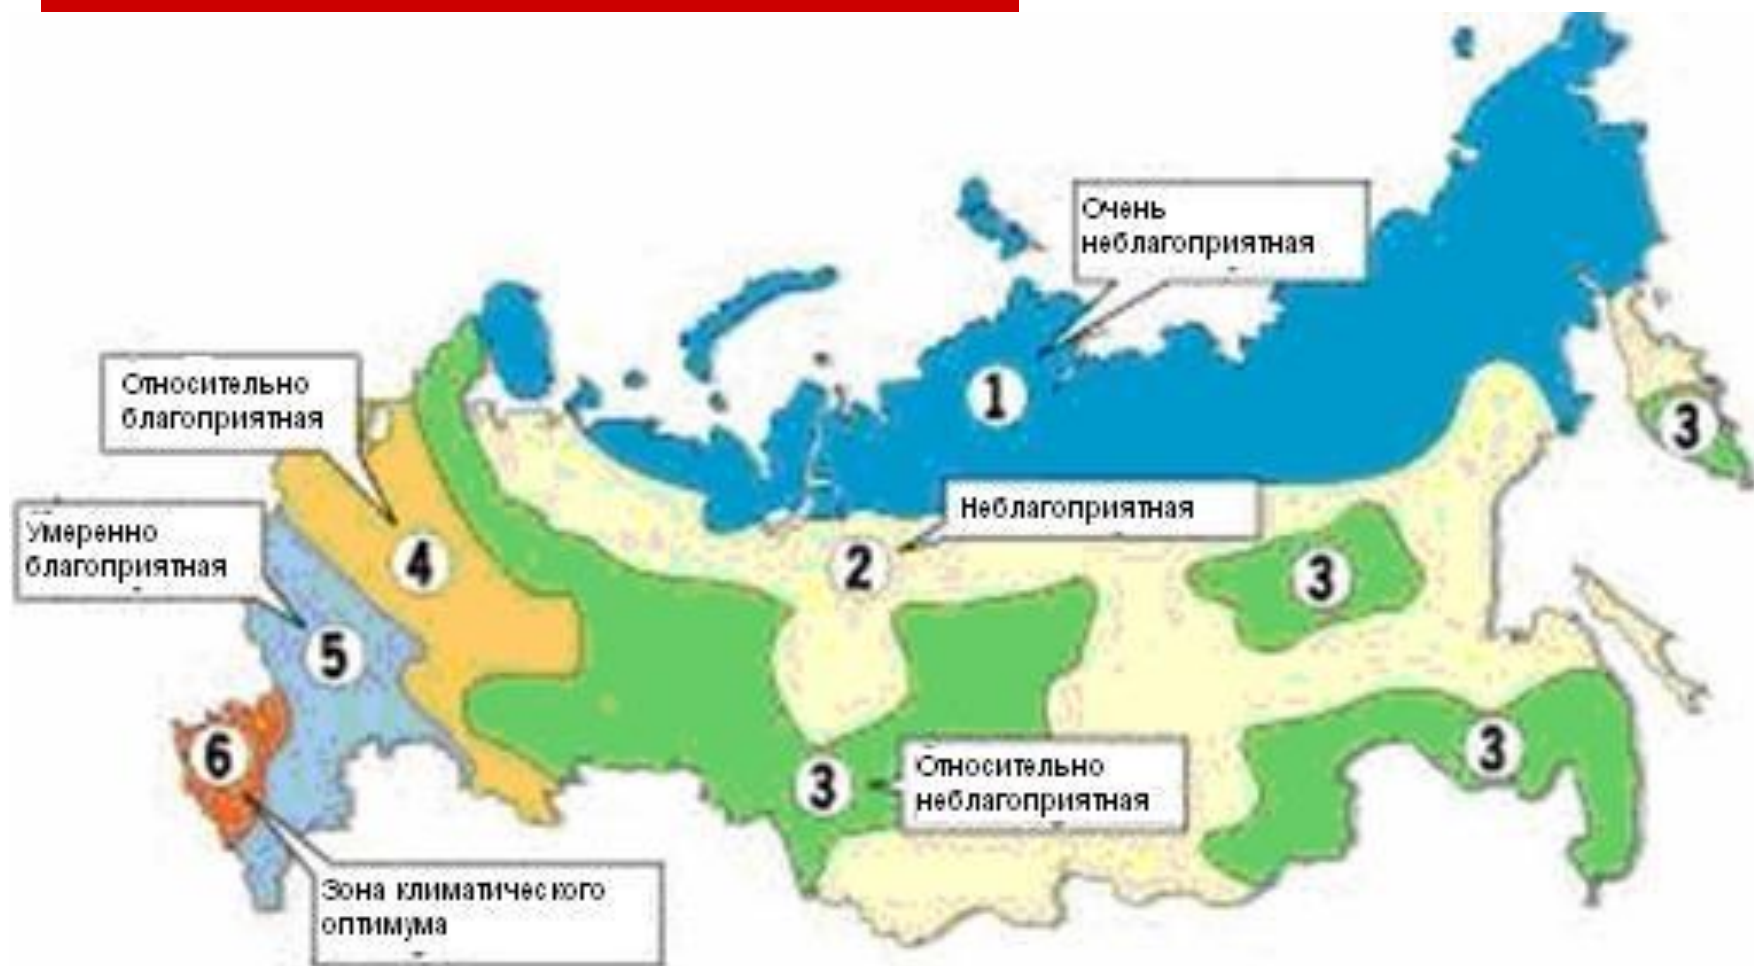 Очень
неблагоприятная
Относительно
благоприятная
1
3
Неблагоприятная
Умеренно
благоприятная
4
2
3
5
6
3
Относительно
неблагоприятная
3
Зона климатического
оптимума